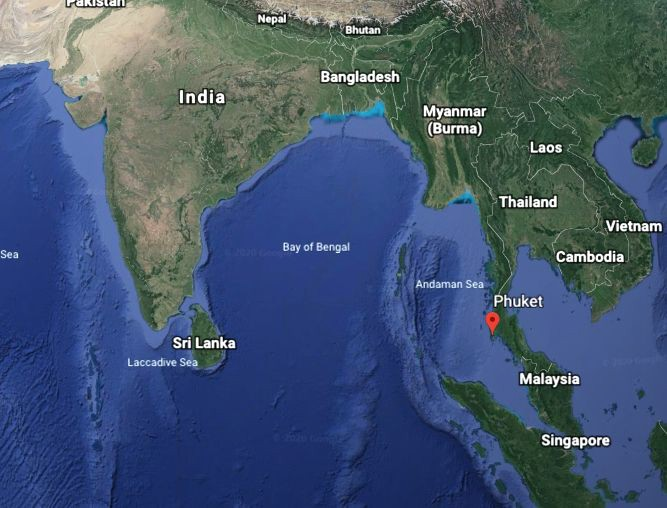 Pakistan
Nepal
Bhutan
Bangladesh
India
Myanmar
(Burma)
Laos
Thailand
Vietnam
Sea
Bay of Bengal
Cambodia
Andaman Sea
Phuket
Sri Lanka
Laccadive Sea
Malaysia
Singapore